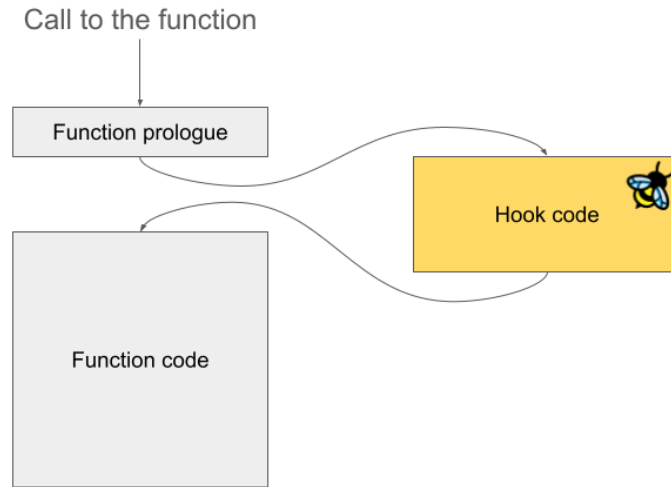 Call to the function
Function prologue
Hook code
Function code